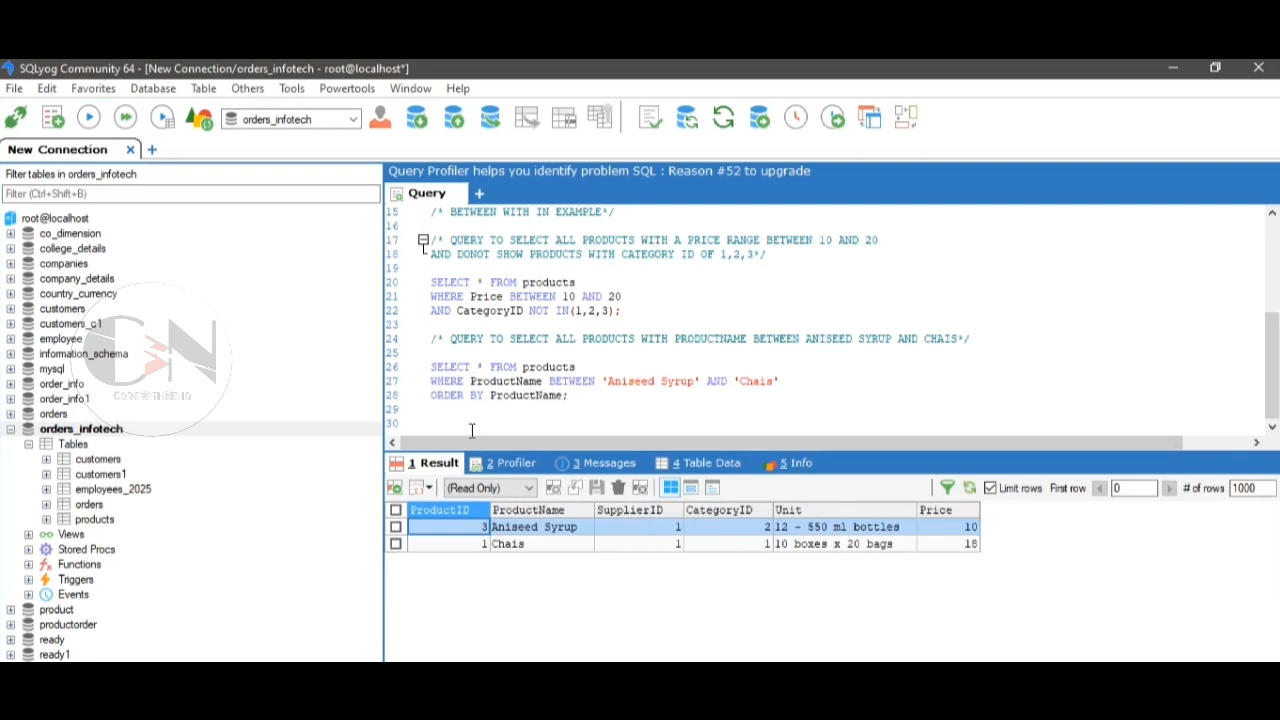 SQLyog Community 64 - [New Connection/orders_infotech - root@localhost*]
File Edit Favorites Database Table Others Tools Powertools Window Help
orders_infotech
New Connection
Filter tables in orders_infotech
Filter (Ctrl+Shift+B)
root@localhost
co_dimension
college_details
companies
company_details
country_currency
customers
customers_c1
employee
information_schema
mysql
order_info
order_info1
orders
orders_infotech
Tables
customers
customers1
employees_2025
orders
products
Views
Stored Procs
Functions
Triggers
Events
product
productorder
ready
ready1
Query Profiler helps you identify problem SQL : Reason #52 to upgrade
Query
15 /* BETWEEN WITH IN EXAMPLE*/
16
17 /* QUERY TO SELECT ALL PRODUCTS WITH A PRICE RANGE BETWEEN 10 AND 20
18 AND DONOT SHOW PRODUCTS WITH CATEGORY ID OF 1,2,3*/
19
20 SELECT * FROM products
21 WHERE Price BETWEEN 10 AND 20
22 AND CategoryID NOT IN(1,2,3);
23
24 /* QUERY TO SELECT ALL PRODUCTS WITH PRODUCTNAME BETWEEN ANISEED SYRUP AND CHAIS*/
25
26 SELECT * FROM products
27 WHERE ProductName BETWEEN 'Aniseed Syrup' AND 'Chais'
28 ORDER BY ProductName;
29
30
1 Result 2 Profiler 3 Messages 4 Table Data 5 Info
(Read Only) Limit rows First row 0 # of rows 1000
ProductID ProductName SupplierID CategoryID Unit Price
3 Aniseed Syrup 1 2 12 - 550 ml bottles 10
1 Chais 1 1 10 boxes x 20 bags 18